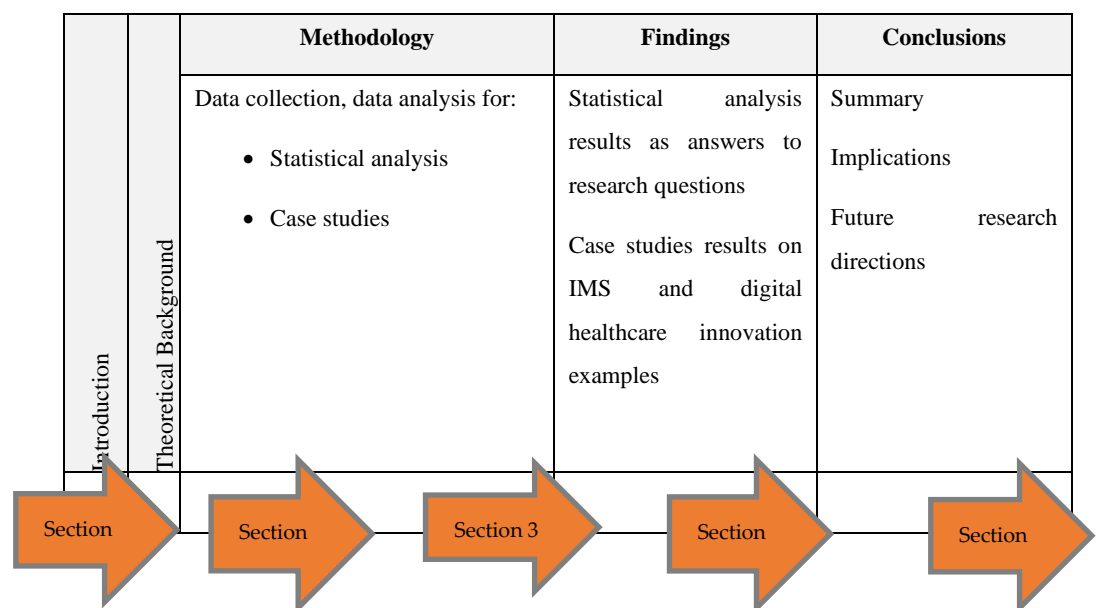 Introduction
Theoretical Background
Methodology
Data collection, data analysis for:
• Statistical analysis
• Case studies
Findings
Statistical analysis
results as answers to
research questions
Case studies results on
IMS and digital
healthcare innovation
examples
Conclusions
Summary
Implications
Future research
directions
Section
Section
Section 3
Section
Section